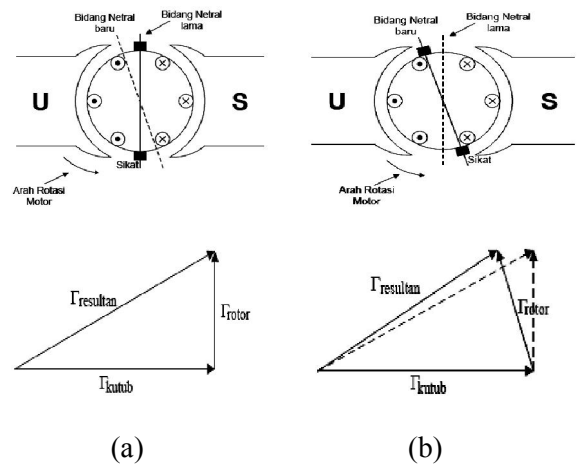 Bidang Netral
baru
Bidang Netral
lama
U
S
Sikat
Arah Rotasi
Motor
Bidang Netral
baru
Bidang Netral
lama
U
S
Sikat
Arah Rotasi
Motor
Γresultan
Γrotor
Γkutub
Γresultan
Γrotor
Γkutub
(a)
(b)